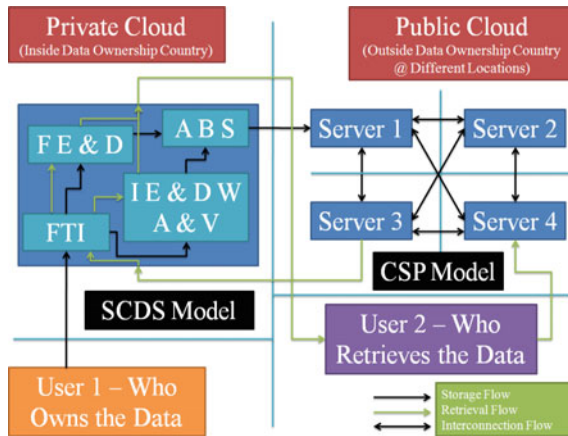 Private Cloud
(Inside Data Ownership Country)
Public Cloud
(Outside Data Ownership Country
@ Different Locations)
F E & D
A B S
I E & D W
A & V
FTI
Server 1
Server 2
Server 3
Server 4
SCDS Model
CSP Model
User 1 – Who
Owns the Data
User 2 – Who
Retrieves the Data
Storage Flow
Retrieval Flow
Interconnection Flow